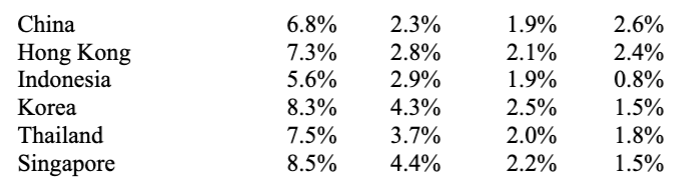 China 6.8% 2.3% 1.9% 2.6%
Hong Kong 7.3% 2.8% 2.1% 2.4%
Indonesia 5.6% 2.9% 1.9% 0.8%
Korea 8.3% 4.3% 2.5% 1.5%
Thailand 7.5% 3.7% 2.0% 1.8%
Singapore 8.5% 4.4% 2.2% 1.5%